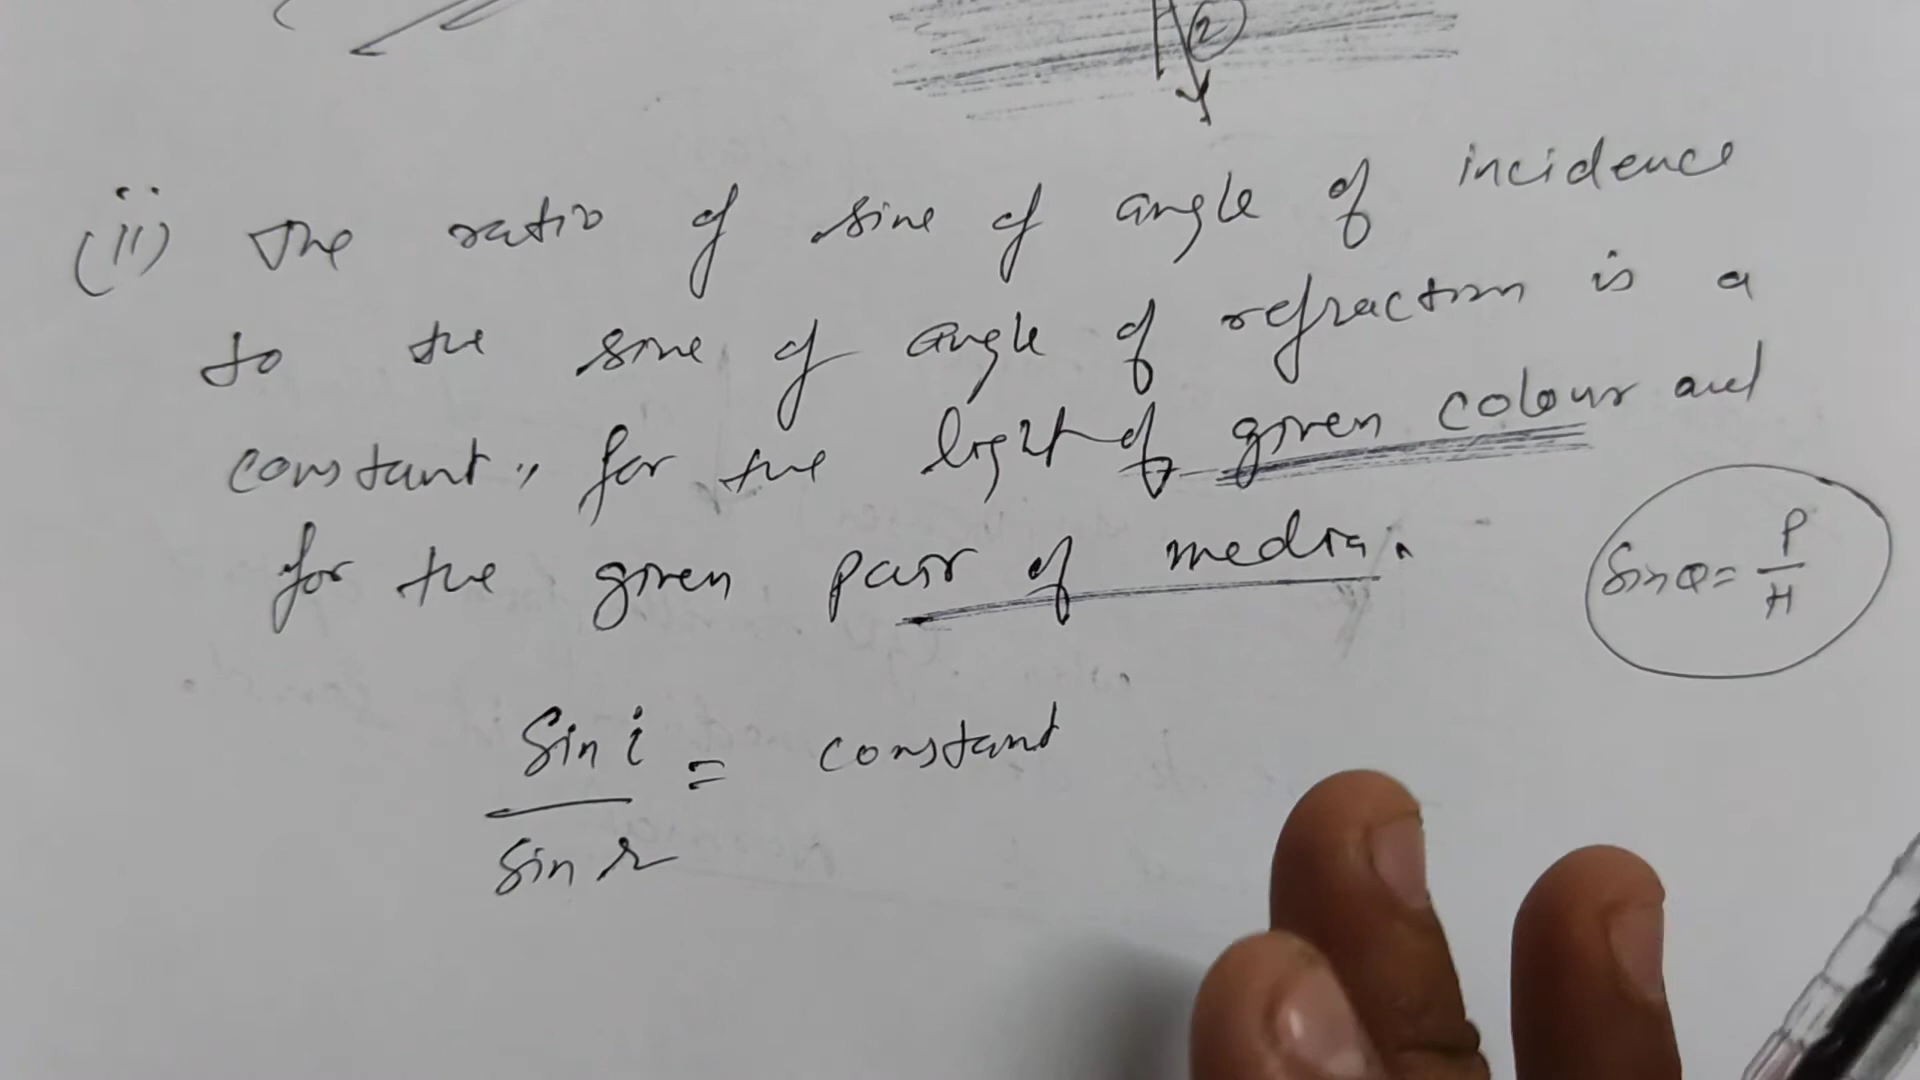 2
(ii) The ratio of sine of angle of incidence
to the sine of angle of refraction is a
constant, for the light of given colour and
for the given pair of media.
Sin θ = P/H
Sin i / Sin r = constant